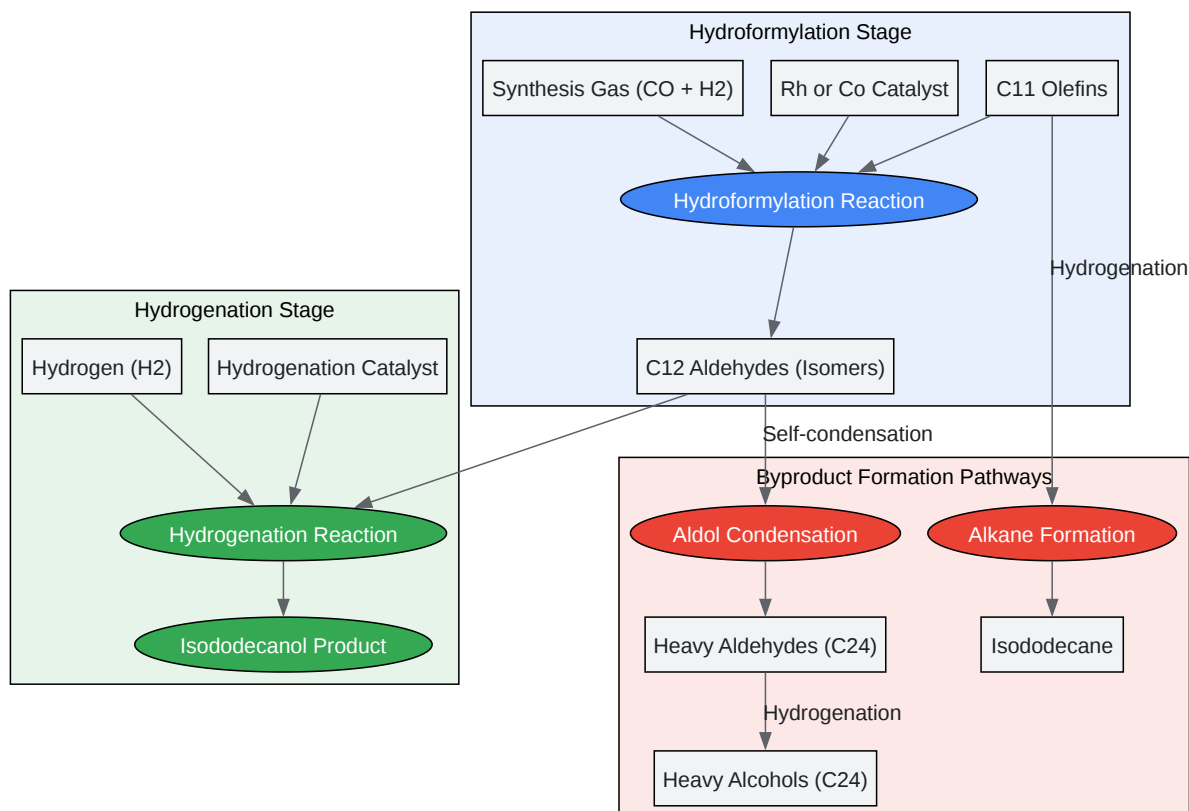 Hydroformylation Stage
Synthesis Gas (CO + H2)
Rh or Co Catalyst
C11 Olefins
Hydroformylation Reaction
Hydrogenation
Hydrogenation Stage
Hydrogen (H2)
Hydrogenation Catalyst
C12 Aldehydes (Isomers)
Self-condensation
Byproduct Formation Pathways
Hydrogenation Reaction
Aldol Condensation
Alkane Formation
Isododecanol Product
Heavy Aldehydes (C24)
Isododecane
Hydrogenation
Heavy Alcohols (C24)